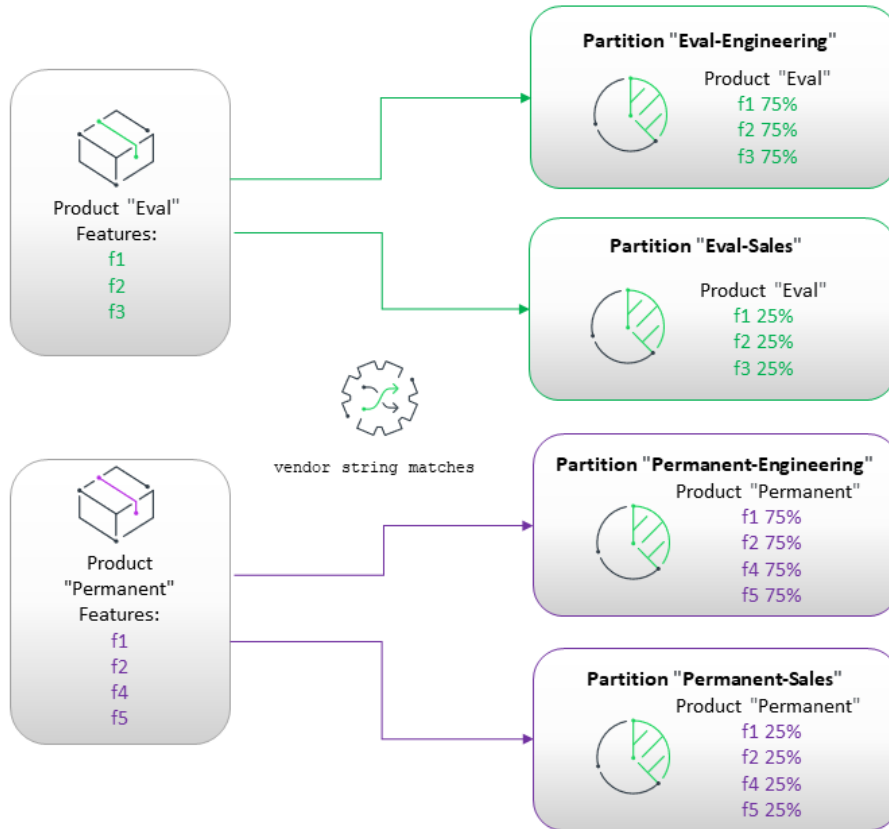 Product "Eval"
Features:
f1
f2
f3
Partition "Eval-Engineering"
Product "Eval"
f1 75%
f2 75%
f3 75%
Partition "Eval-Sales"
Product "Eval"
f1 25%
f2 25%
f3 25%
vendor string matches
Product
"Permanent"
Features:
f1
f2
f4
f5
Partition "Permanent-Engineering"
Product "Permanent"
f1 75%
f2 75%
f4 75%
f5 75%
Partition "Permanent-Sales"
Product "Permanent"
f1 25%
f2 25%
f4 25%
f5 25%